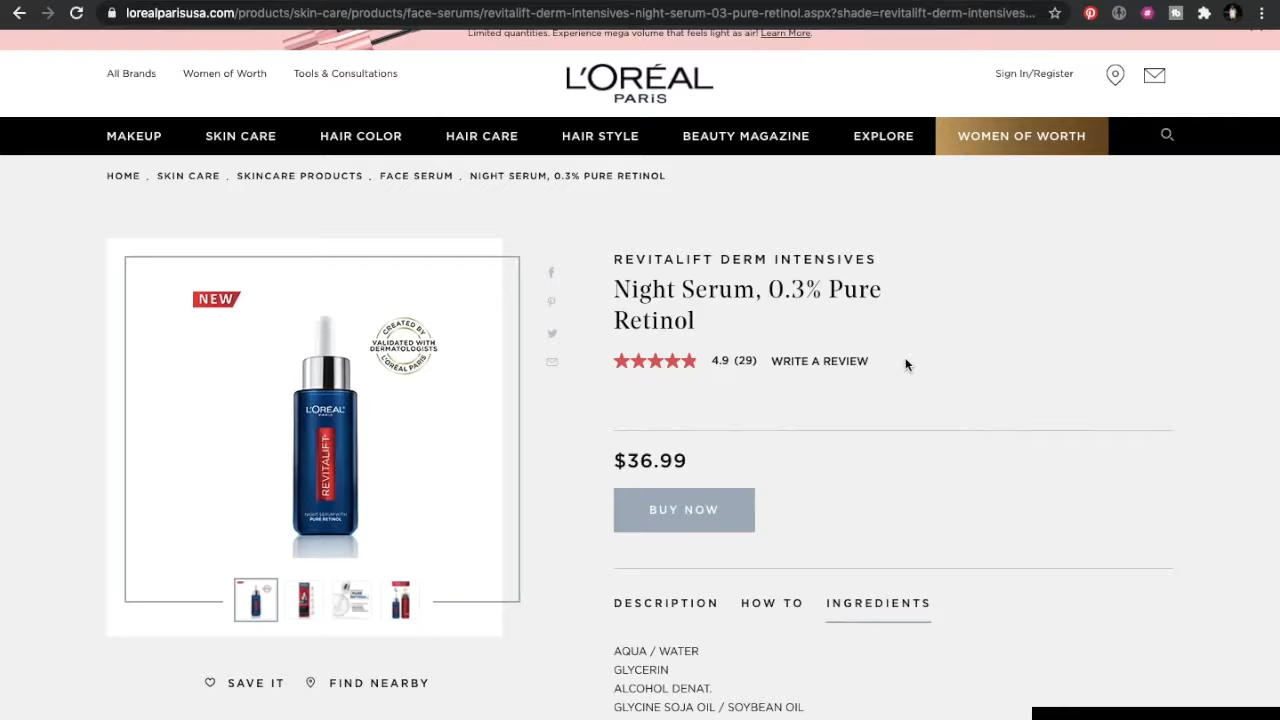 lorealparisusa.com/products/skin-care/products/face-serums/revitalift-derm-intensives-night-serum-03-pure-retinol.aspx?shade=revitalift-derm-intensives...
Limited quantities. Experience mega volume that feels light as air! Learn More.
All Brands Women of Worth Tools & Consultations
L'ORÉAL
PARIS
Sign In/Register
MAKEUP SKIN CARE HAIR COLOR HAIR CARE HAIR STYLE BEAUTY MAGAZINE EXPLORE WOMEN OF WORTH
HOME . SKIN CARE . SKINCARE PRODUCTS . FACE SERUM . NIGHT SERUM, 0.3% PURE RETINOL
NEW
CREATED BY
VALIDATED WITH
DERMATOLOGISTS
L'ORÉAL PARIS
L'ORÉAL
PARIS
REVITALIFT
NIGHT SERUM WITH
PURE RETINOL
SAVE IT FIND NEARBY
REVITALIFT DERM INTENSIVES
Night Serum, 0.3% Pure
Retinol
4.9 (29) WRITE A REVIEW
$36.99
BUY NOW
DESCRIPTION HOW TO INGREDIENTS
AQUA / WATER
GLYCERIN
ALCOHOL DENAT.
GLYCINE SOJA OIL / SOYBEAN OIL